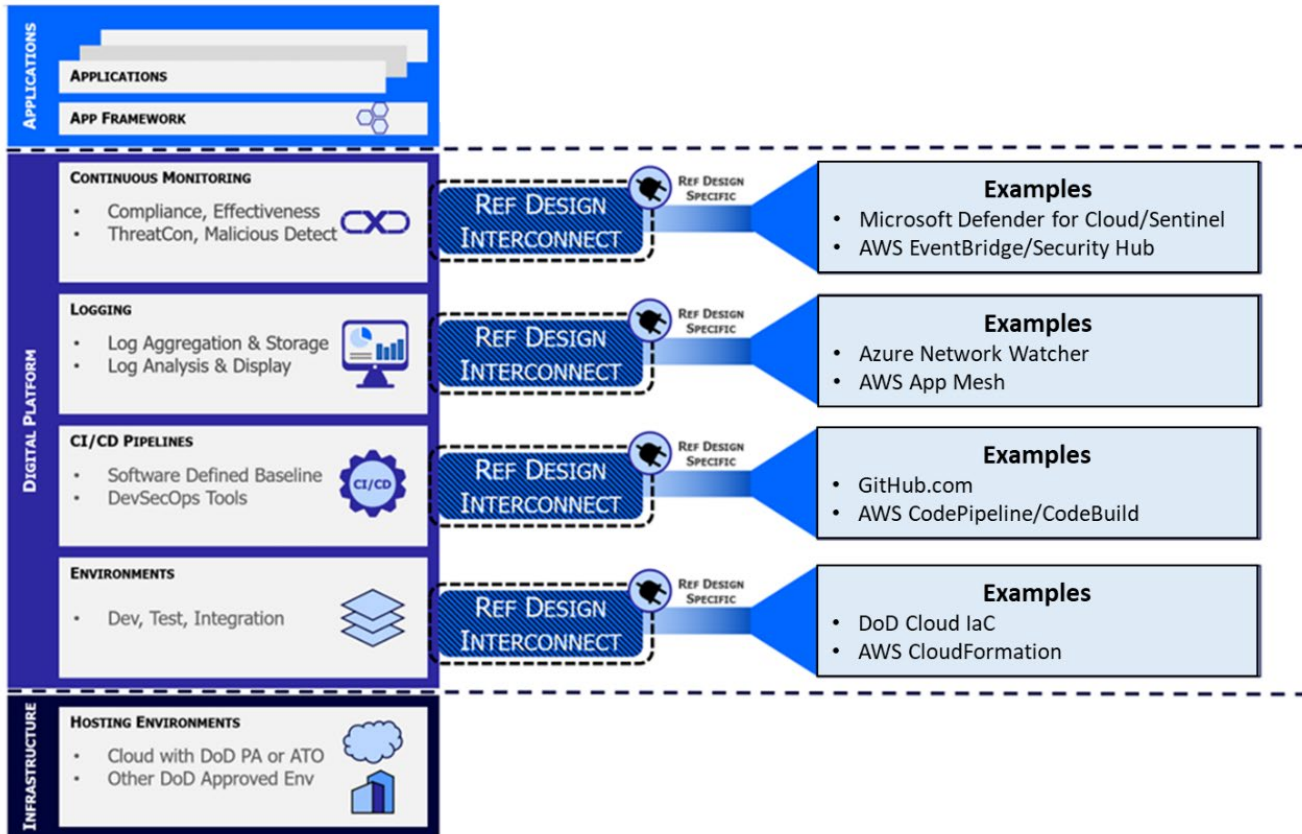 APPLICATIONS
APPLICATIONS
APP FRAMEWORK
DIGITAL PLATFORM
CONTINUOUS MONITORING
• Compliance, Effectiveness
• ThreatCon, Malicious Detect
REF DESIGN
INTERCONNECT
REF DESIGN
SPECIFIC
Examples
• Microsoft Defender for Cloud/Sentinel
• AWS EventBridge/Security Hub
LOGGING
• Log Aggregation & Storage
• Log Analysis & Display
REF DESIGN
INTERCONNECT
REF DESIGN
SPECIFIC
Examples
• Azure Network Watcher
• AWS App Mesh
CI/CD PIPELINES
• Software Defined Baseline
• DevSecOps Tools
CI/CD
REF DESIGN
INTERCONNECT
REF DESIGN
SPECIFIC
Examples
• GitHub.com
• AWS CodePipeline/CodeBuild
ENVIRONMENTS
• Dev, Test, Integration
REF DESIGN
INTERCONNECT
REF DESIGN
SPECIFIC
Examples
• DoD Cloud IaC
• AWS CloudFormation
INFRASTRUCTURE
HOSTING ENVIRONMENTS
• Cloud with DoD PA or ATO
• Other DoD Approved Env